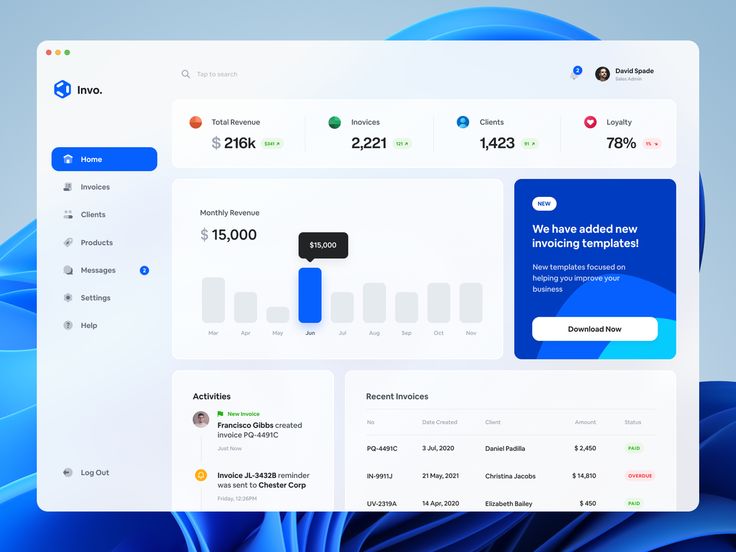 Invo.
Tap to search
2
David Spade
Sales Admin
Home
Invoices
Clients
Products
Messages 2
Settings
Help
Log Out
Total Revenue
$ 216k $341
Inovices
2,221 121
Clients
1,423 91
Loyalty
78% 1%
Monthly Revenue
$ 15,000
$15,000
Mar Apr May Jun Jul Aug Sep Oct Nov
NEW
We have added new
invoicing templates!
New templates focused on
helping you improve your
business
Download Now
Activities
New Invoice
Francisco Gibbs created
invoice PQ-4491C
Just Now
Invoice JL-3432B reminder
was sent to Chester Corp
Friday, 12:26PM
Recent Invoices
No Date Created Client Amount Status
PQ-4491C 3 Jul, 2020 Daniel Padilla $ 2,450 PAID
IN-9911J 21 May, 2021 Christina Jacobs $ 14,810 OVERDUE
UV-2319A 14 Apr, 2020 Elizabeth Bailey $ 450 PAID